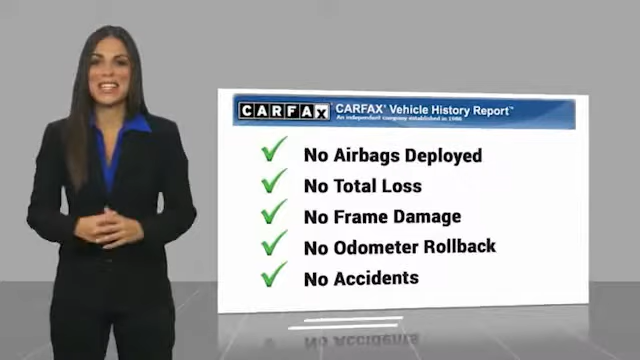 CARFAX CARFAX® Vehicle History Report™
An independent company established in 1986
No Airbags Deployed
No Total Loss
No Frame Damage
No Odometer Rollback
No Accidents